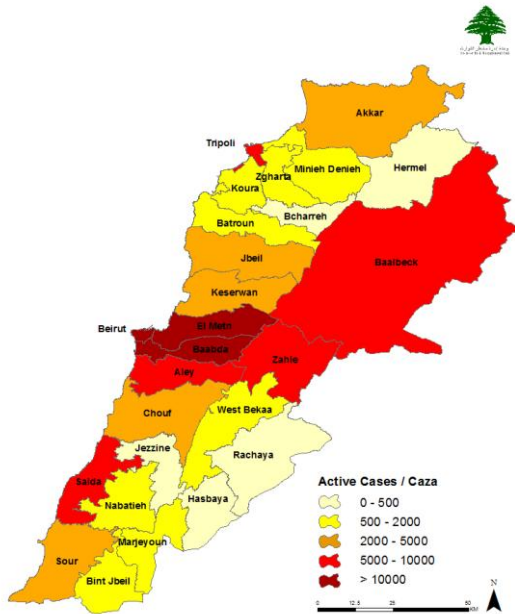 Akkar
Tripoli
Minieh Denieh
Zgharta
Hermel
Koura
Bcharreh
Batroun
Jbeil
Baalbeck
Keserwan
El Metn
Beirut
Baabda
Zahle
Aley
Chouf
West Bekaa
Jezzine
Rachaya
Saida
Nabatieh
Hasbaya
Marjeyoun
Sour
Bint Jbeil
Active Cases / Caza
0 - 500
500 - 2000
2000 - 5000
5000 - 10000
> 10000
N
0 12.5 25 50
KM